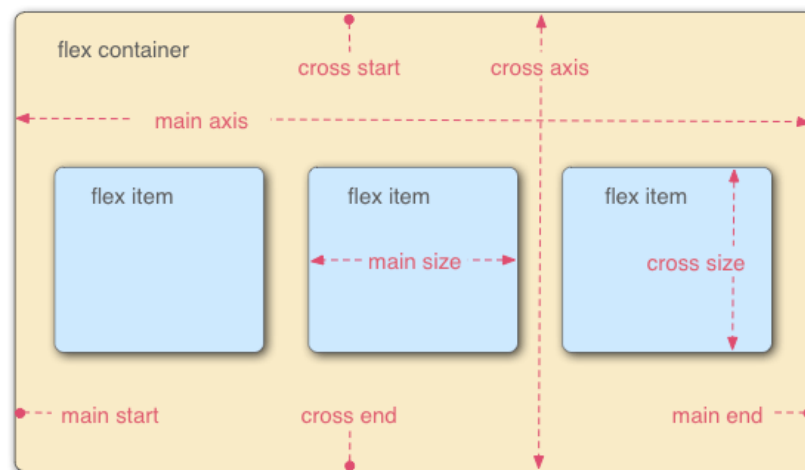 flex container
cross start
cross axis
main axis
flex item
flex item
flex item
main size
cross size
main start
cross end
main end